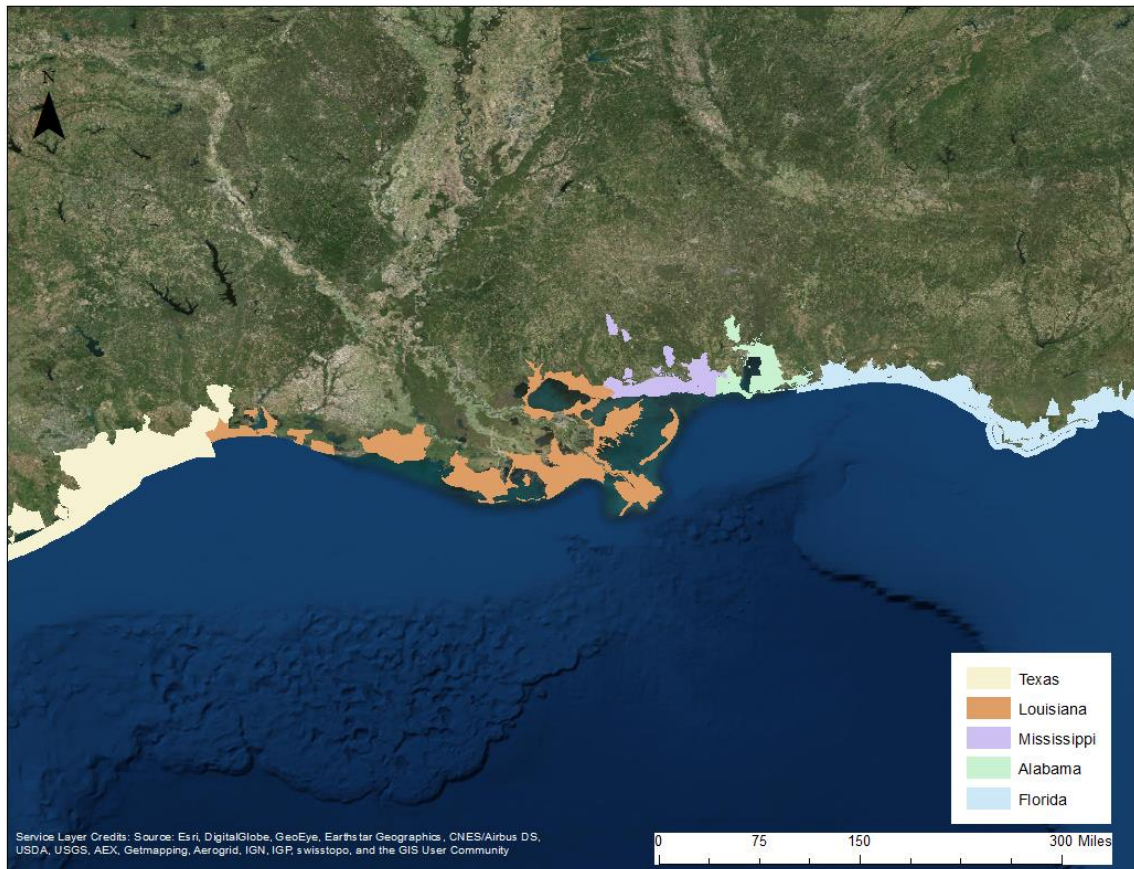 N
Texas
Louisiana
Mississippi
Alabama
Florida
Service Layer Credits: Source: Esri, DigitalGlobe, GeoEye, Earthstar Geographics, CNES/Airbus DS,
USDA, USGS, AEX, Getmapping, Aerogrid, IGN, IGP, swisstopo, and the GIS User Community
0 75 150 300 Miles